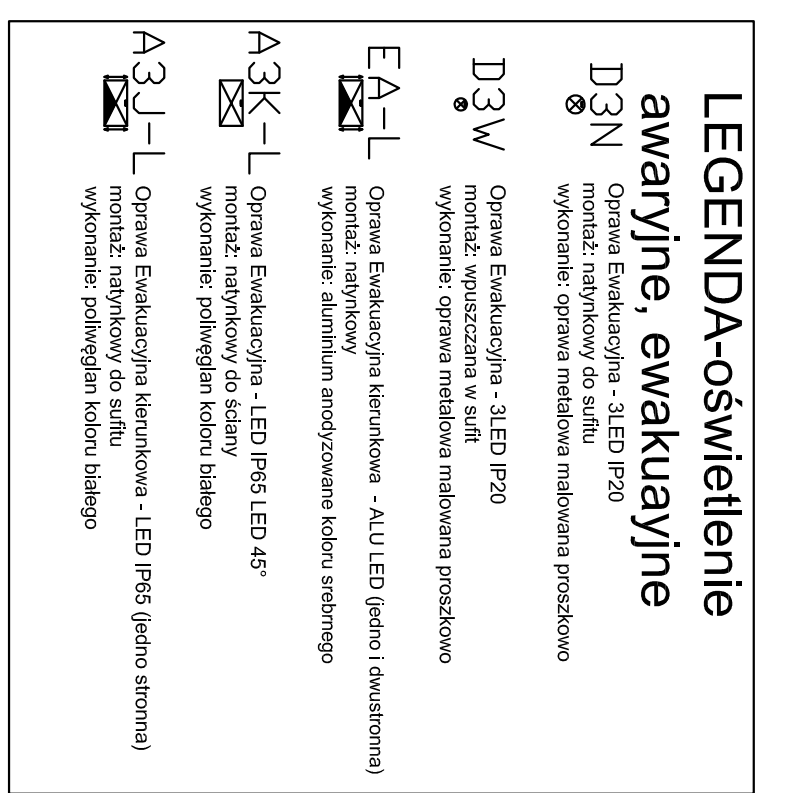 LEGENDA-oświetlenie
awaryjne, ewakuayjne
D3N
Oprawa Ewakuacyjna - 3LED IP20
montaż: natynkowy do sufitu
wykonanie: oprawa metalowa malowana proszkowo
D3W
Oprawa Ewakuacyjna - 3LED IP20
montaż: wpuszczana w sufit
wykonanie: oprawa metalowa malowana proszkowo
EA-L
Oprawa Ewakuacyjna kierunkowa - ALU LED (jedno i dwustronna)
montaż: natynkowy
wykonanie: aluminium anodyzowane koloru srebrnego
A3K-L
Oprawa Ewakuacyjna - LED IP65 LED 45°
montaż: natynkowy do ściany
wykonanie: poliwęglan koloru białego
A3J-L
Oprawa Ewakuacyjna kierunkowa - LED IP65 (jedno stronna)
montaż: natynkowy do sufitu
wykonanie: poliwęglan koloru białego